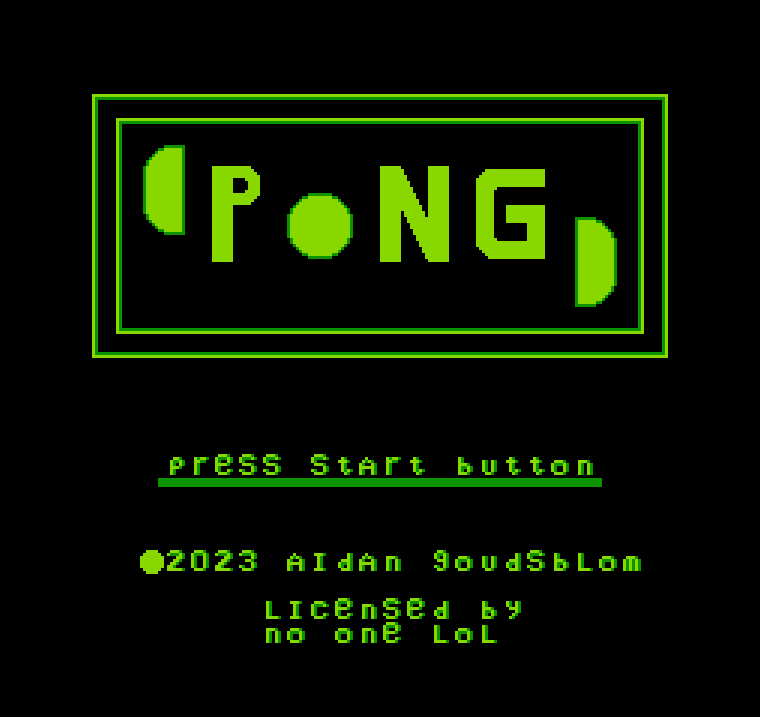 PONG
PreSS StArt button
2023 AIdAn goudSbLom
LIcenSed by
no one LoL